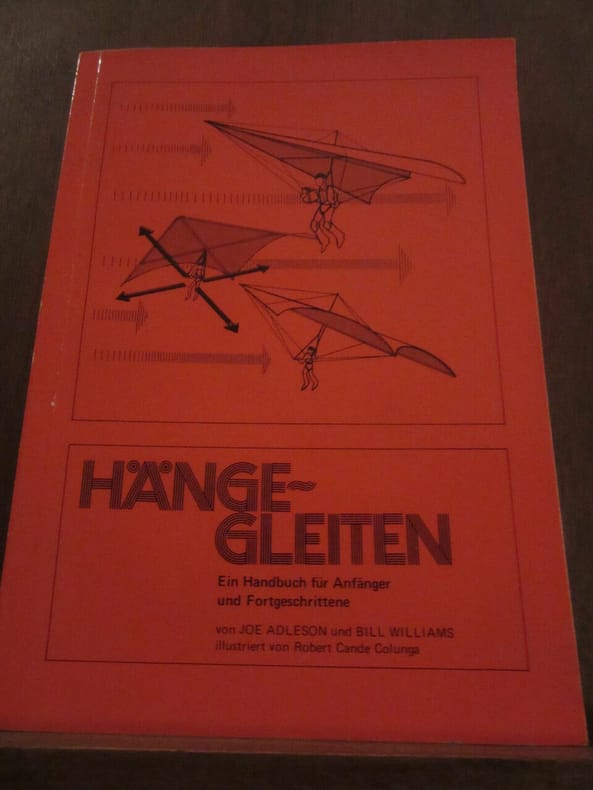 HÄNGE~
GLEITEN
Ein Handbuch für Anfänger
und Fortgeschrittene
von JOE ADLESON und BILL WILLIAMS
illustriert von Robert Cande Colunga